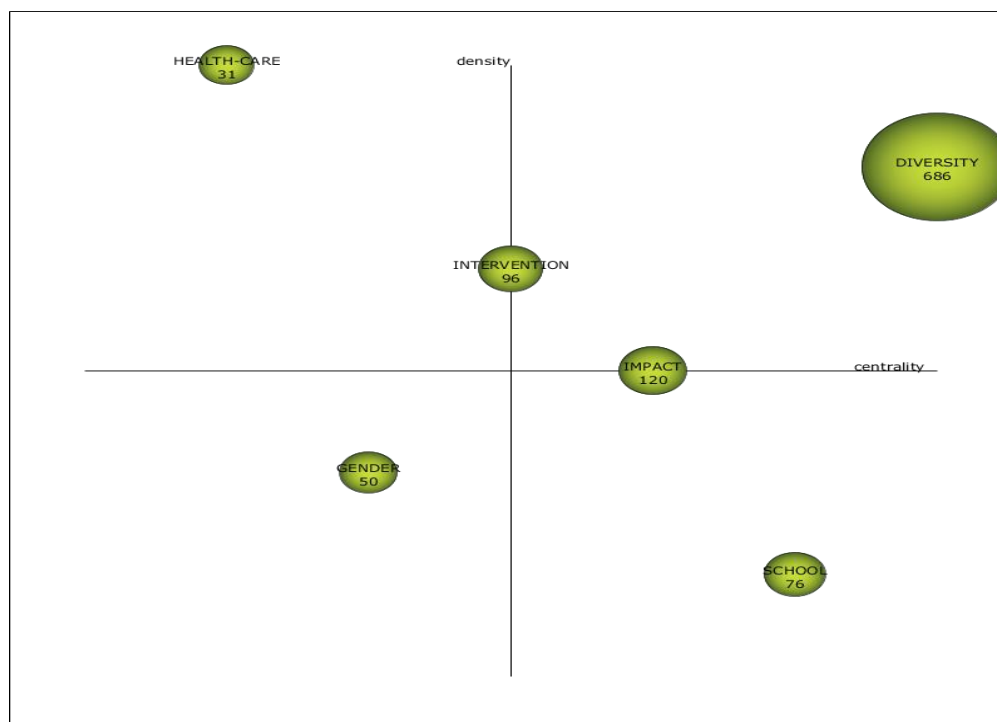 HEALTH-CARE
31
density
DIVERSITY
686
INTERVENTION
96
IMPACT
120
centrality
GENDER
50
SCHOOL
76